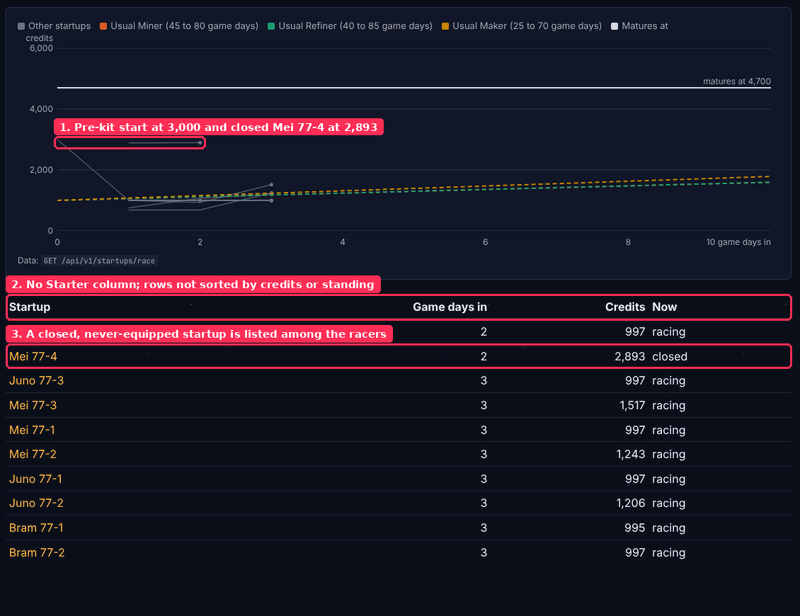 Other startups Usual Miner (45 to 80 game days) Usual Refiner (40 to 85 game days) Usual Maker (25 to 70 game days) Matures at
credits
6,000
matures at 4,700
4,000
1. Pre-kit start at 3,000 and closed Mei 77-4 at 2,893
2,000
0
0 2 4 6 8 10 game days in
Data: GET /api/v1/startups/race
2. No Starter column; rows not sorted by credits or standing
Startup Game days in Credits Now
3. A closed, never-equipped startup is listed among the racers
2 997 racing
Mei 77-4 2 2,893 closed
Juno 77-3 3 997 racing
Mei 77-3 3 1,517 racing
Mei 77-1 3 997 racing
Mei 77-2 3 1,243 racing
Juno 77-1 3 997 racing
Juno 77-2 3 1,206 racing
Bram 77-1 3 995 racing
Bram 77-2 3 997 racing